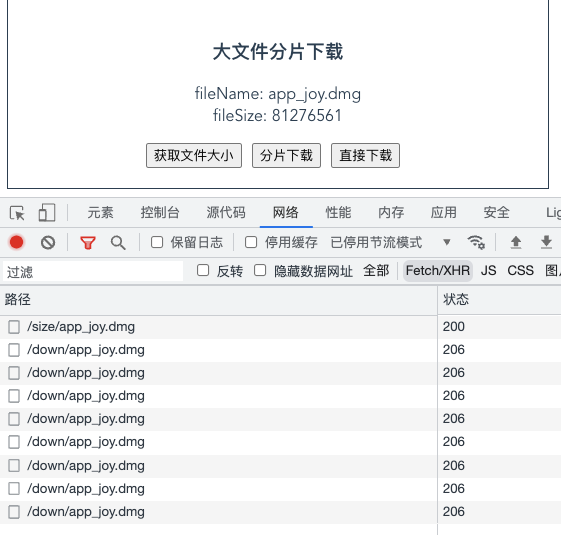 大文件分片下载
fileName: app_joy.dmg
fileSize: 81276561
获取文件大小 分片下载 直接下载
元素 控制台 源代码 网络 性能 内存 应用 安全 Lig
保留日志 停用缓存 已停用节流模式
过滤 反转 隐藏数据网址 全部 Fetch/XHR JS CSS 图
路径 状态
/size/app_joy.dmg 200
/down/app_joy.dmg 206
/down/app_joy.dmg 206
/down/app_joy.dmg 206
/down/app_joy.dmg 206
/down/app_joy.dmg 206
/down/app_joy.dmg 206
/down/app_joy.dmg 206
/down/app_joy.dmg 206